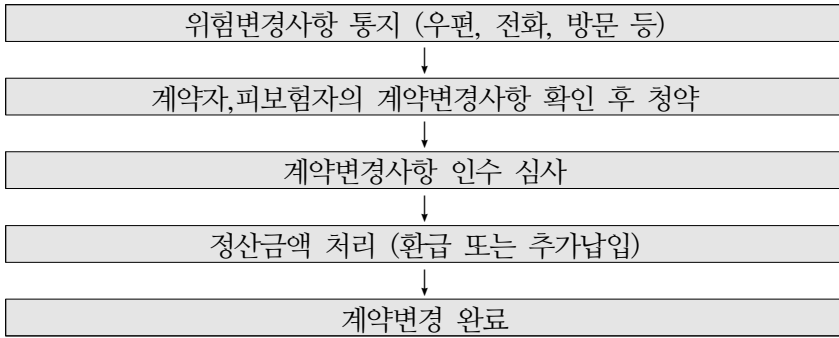 위험변경사항 통지 (우편, 전화, 방문 등)
계약자,피보험자의 계약변경사항 확인 후 청약
계약변경사항 인수 심사
정산금액 처리 (환급 또는 추가납입)
계약변경 완료